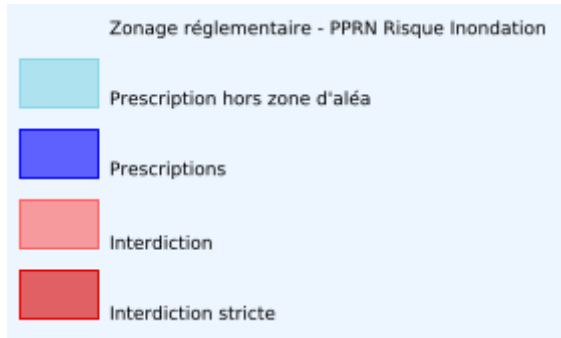 Zonage réglementaire - PPRN Risque Inondation
Prescription hors zone d'aléa
Prescriptions
Interdiction
Interdiction stricte